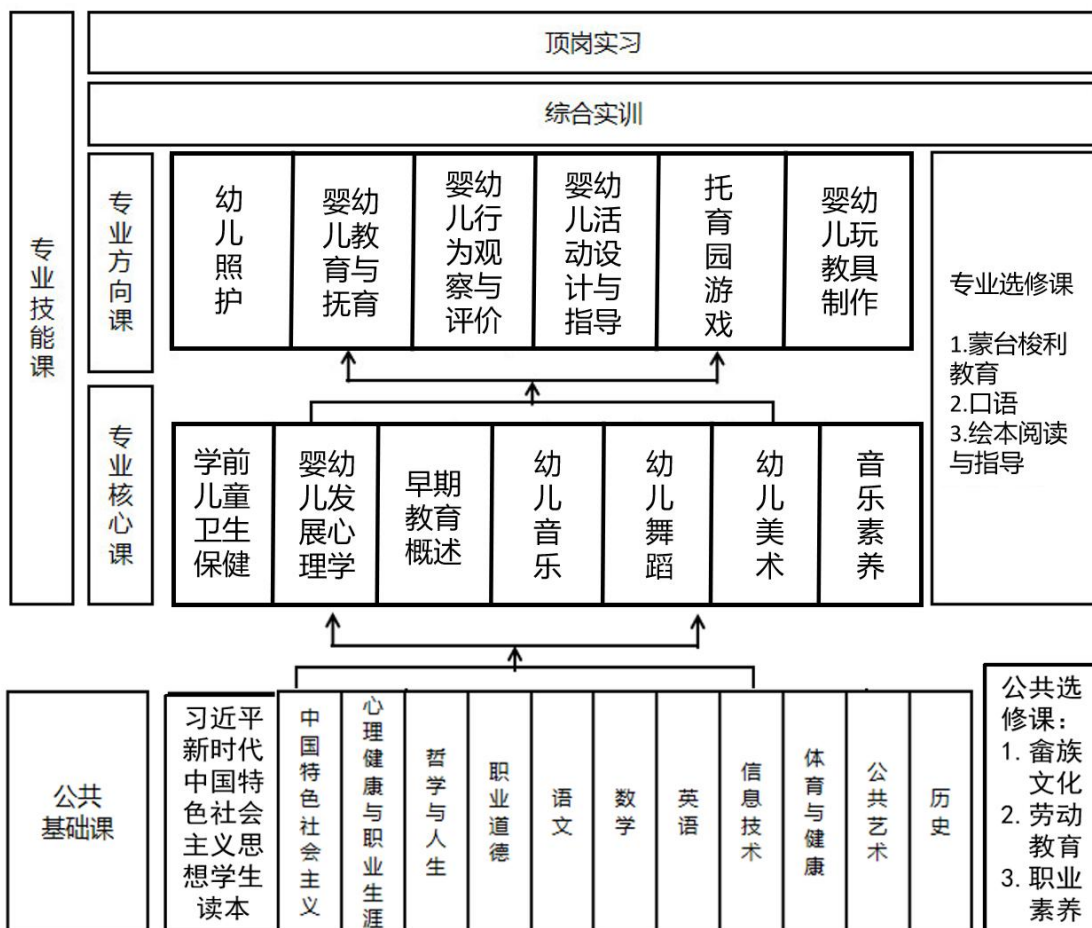 顶岗实习
综合实训
专业技能课
专业方向课
幼儿照护
婴幼
儿教
育与
抚育
婴幼
儿行
为观
察与
评价
婴幼
儿活
动设
计与
指导
托育园游戏
婴幼
儿玩
教具
制作
专业选修课
1.蒙台梭利
教育
2.口语
3.绘本阅读
与指导
专业核心课
学前
儿童
卫生
保健
婴幼
儿发
展心
理学
早期
教育
概述
幼儿音乐
幼儿舞蹈
幼儿美术
音乐素养
公共
基础课
习近平
新时代
中国特
色社会
主义思
想学生
读本
中国特色社会主义
心理健康与职业生涯
哲学与人生
职业道德
语文
数学
英语
信息技术
体育与健康
公共艺术
历史
公共选
修课：
1. 畲族
文化
2. 劳动
教育
3. 职业
素养